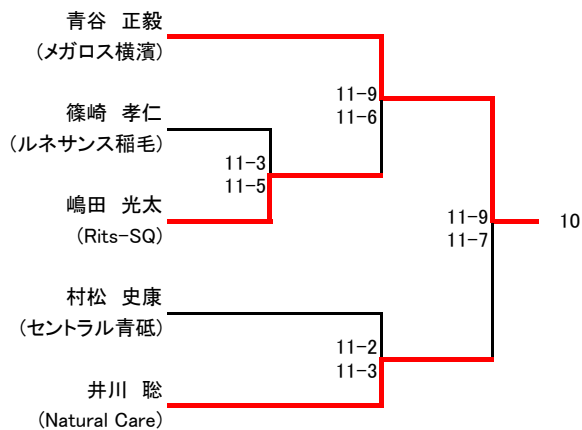 青谷 正毅
(メガロス横濱)
11-9
11-6
篠崎 孝仁
(ルネサンス稲毛)
11-3
11-5
嶋田 光太
(Rits-SQ)
11-9
11-7
10
村松 史康
(セントラル青砥)
11-2
11-3
井川 聡
(Natural Care)